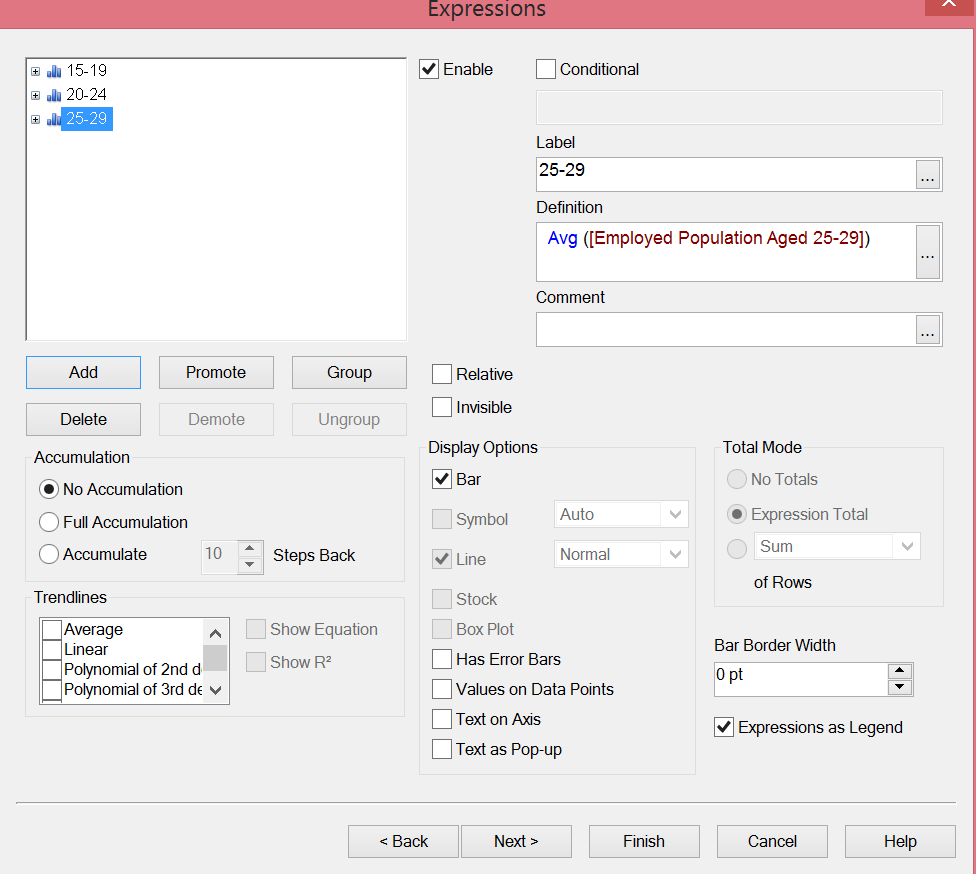 Expressions
15-19
20-24
25-29
Enable
Conditional
Label
25-29
...
Definition
Avg ([Employed Population Aged 25-29])
...
Comment
...
Add
Promote
Group
Delete
Demote
Ungroup
Relative
Invisible
Accumulation
No Accumulation
Full Accumulation
Accumulate
10
Steps Back
Trendlines
Average
Linear
Polynomial of 2nd d
Polynomial of 3rd de
Show Equation
Show R²
Display Options
Bar
Symbol
Auto
Line
Normal
Stock
Box Plot
Has Error Bars
Values on Data Points
Text on Axis
Text as Pop-up
Total Mode
No Totals
Expression Total
Sum
of Rows
Bar Border Width
0 pt
Expressions as Legend
< Back
Next >
Finish
Cancel
Help